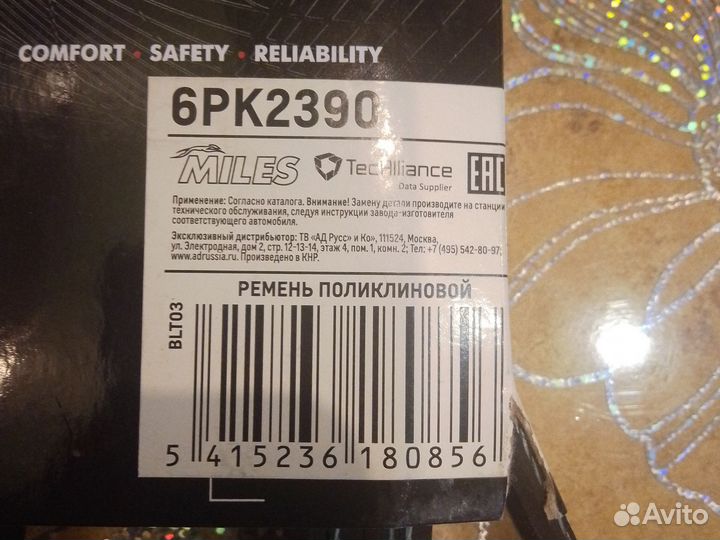 COMFORT • SAFETY • RELIABILITY
6PK2390
MILES TecAlliance
Data Supplier
EAC
Применение: Согласно каталога. Внимание! Замену детали производите на станции
технического обслуживания, следуя инструкции завода-изготовителя
соответствующего автомобиля.
Эксклюзивный дистрибьютор: ТВ «АД Русс» и Ко», 111524, Москва,
ул. Электродная, дом 2, стр. 12-13-14, этаж 4, пом. 1, комн. 2; Тел: +7 (495) 542-80-97;
www.adrussia.ru. Произведено в КНР.
РЕМЕНЬ ПОЛИКЛИНОВОЙ
BLT03
5 415236 180856
Avito